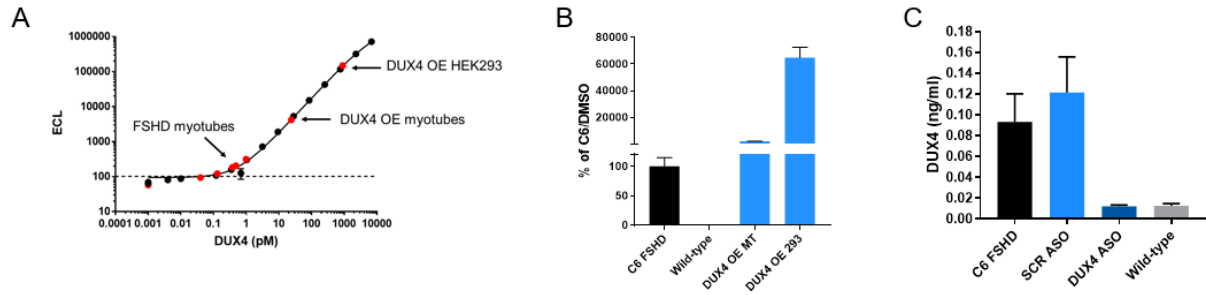 A
ECL
1000000
100000
10000
1000
100
10
1
0.0001 0.001 0.01 0.1 1 10 100 1000 10000
DUX4 (pM)
DUX4 OE HEK293
DUX4 OE myotubes
FSHD myotubes
B
% of C6/DMSO
80000
60000
40000
20000
100
50
0
C6 FSHD
Wild-type
DUX4 OE MT
DUX4 OE 293
C
DUX4 (ng/ml)
0.18
0.16
0.14
0.12
0.10
0.08
0.06
0.04
0.02
0.00
C6 FSHD
SCR ASO
DUX4 ASO
Wild-type